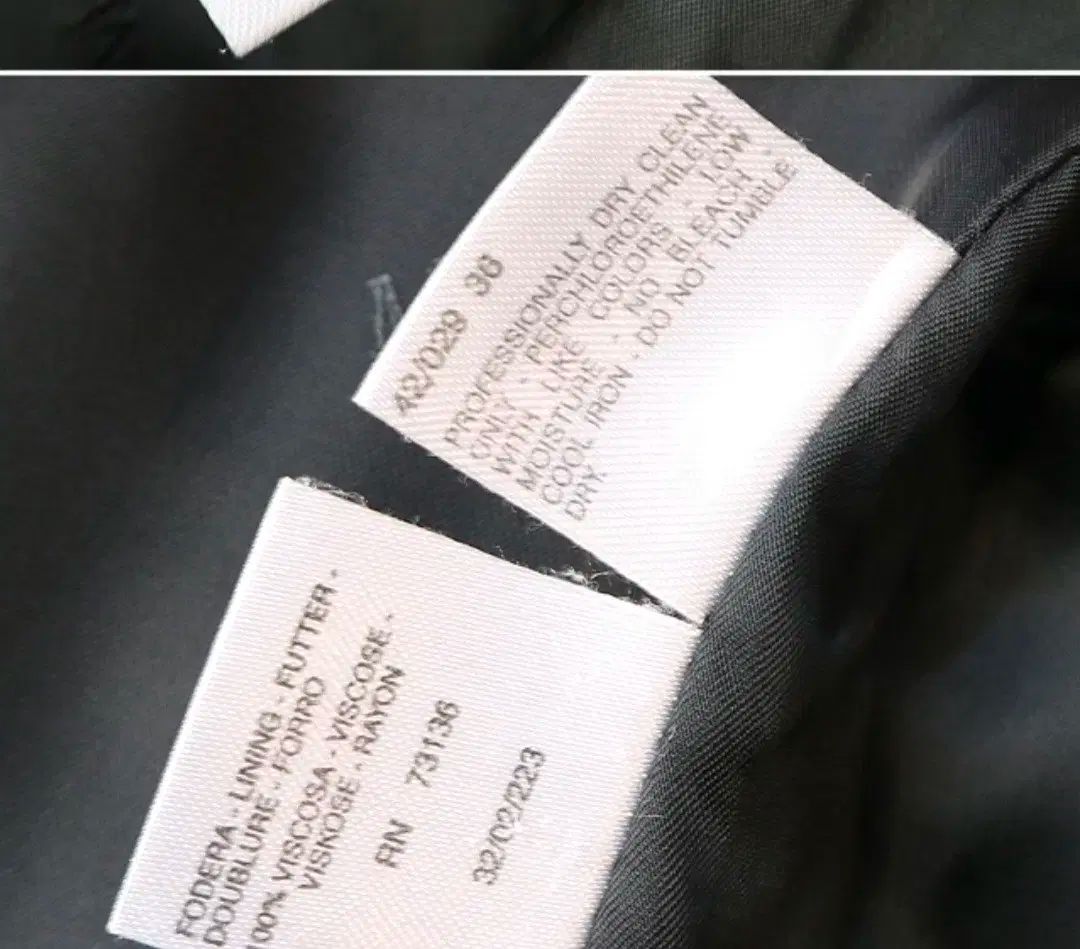 42/029 36
PROFESSIONALLY DRY CLEAN
ONLY - PERCHLOROETHILENE
WITH LIKE COLORS - LOW
MOISTURE - NO BLEACH -
COOL IRON - DO NOT TUMBLE
DRY.
FODERA - LINING - FUTTER -
DOUBLURE - FORRO
100% VISCOSA - VISCOSE -
VISKOSE - RAYON
RN 73136
32/02/223